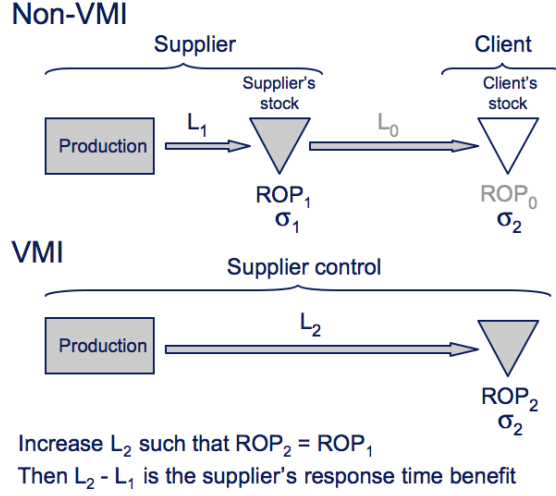 Non-VMI
Supplier Client
Supplier's Client's
stock stock
L₁ L₀
Production
ROP₁ ROP₀
σ₁ σ₂
VMI
Supplier control
L₂
Production
ROP₂
σ₂
Increase L₂ such that ROP₂ = ROP₁
Then L₂ - L₁ is the supplier's response time benefit